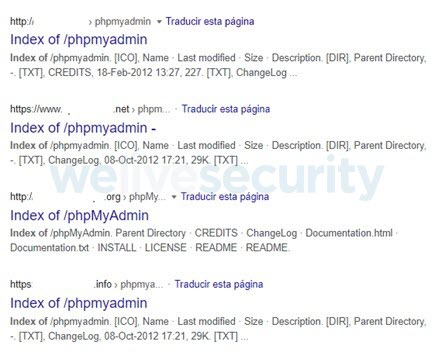 http:/ › phpmyadmin ▾ Traducir esta página
Index of /phpmyadmin
Index of /phpmyadmin. [ICO], Name · Last modified · Size · Description. [DIR], Parent Directory,
-. [TXT], CREDITS, 18-Feb-2012 13:27, 227. [TXT], ChangeLog ...
https://www. .net › phpm... · Traducir esta página
Index of /phpmyadmin -
Index of /phpmyadmin. [ICO], Name · Last modified · Size · Description. [DIR], Parent Directory,
-. [TXT], ChangeLog, 08-Oct-2012 17:21, 29K. [TXT] ...
welivesecurity
http:/ .org › phpMy... ▾ Traducir esta página
Index of /phpMyAdmin
Index of /phpMyAdmin. Parent Directory · CREDITS · ChangeLog · Documentation.html ·
Documentation.txt · INSTALL · LICENSE · README · README.
https .info › phpmya... · Traducir esta página
Index of /phpmyadmin
Index of /phpmyadmin. [ICO], Name · Last modified · Size · Description. [DIR], Parent Directory,
-. [TXT], ChangeLog, 08-Oct-2012 17:21, 29K. [TXT] ...